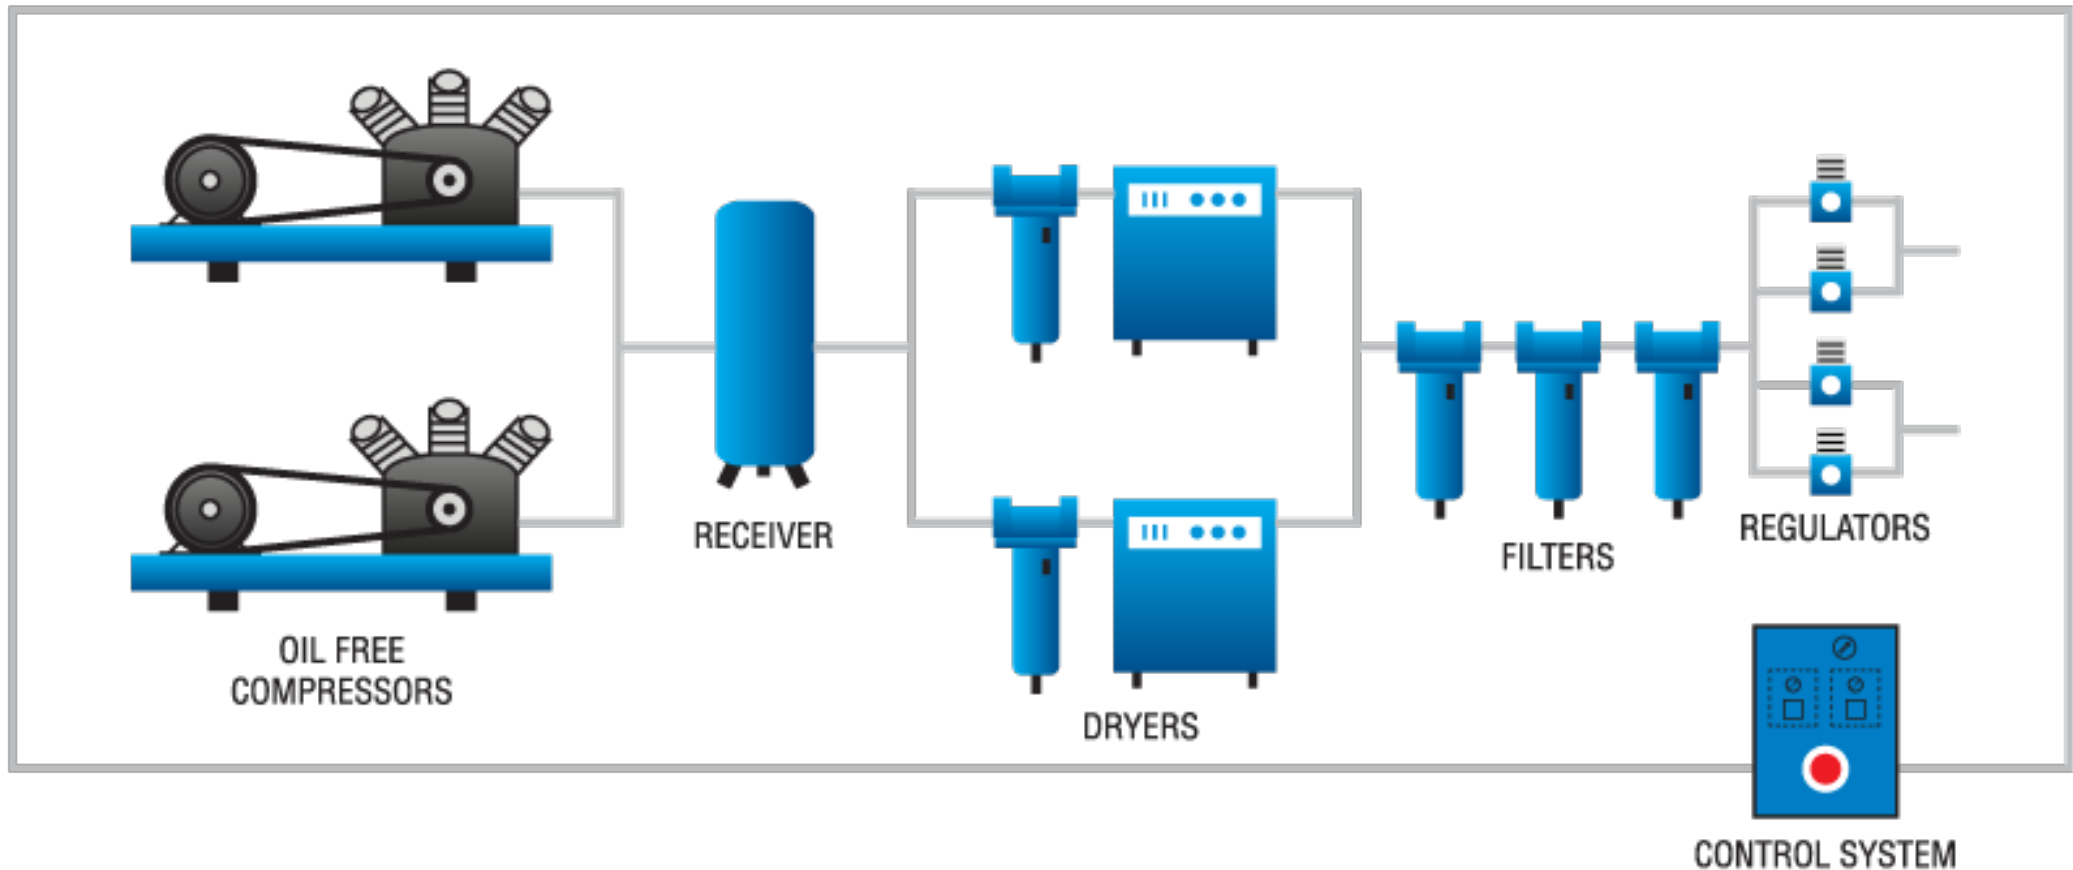 OIL FREE
COMPRESSORS
RECEIVER
DRYERS
FILTERS
REGULATORS
CONTROL SYSTEM